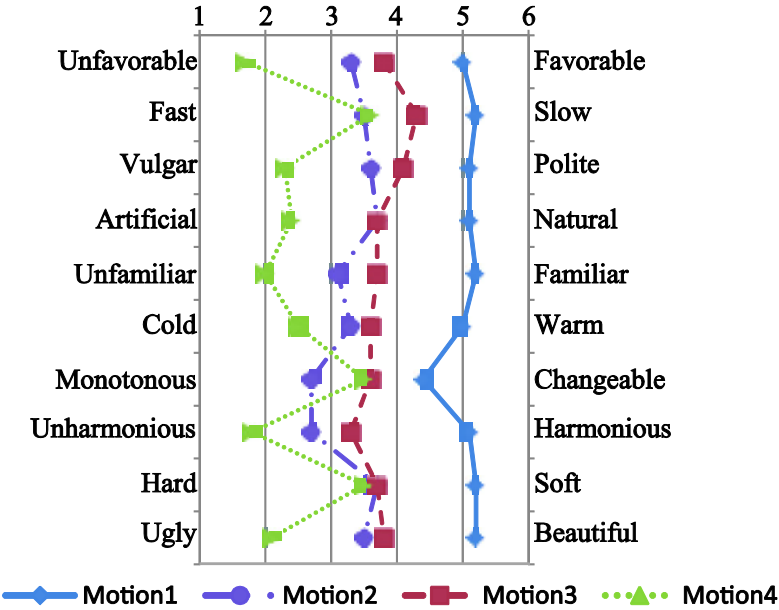 1 2 3 4 5 6
Unfavorable Favorable
Fast Slow
Vulgar Polite
Artificial Natural
Unfamiliar Familiar
Cold Warm
Monotonous Changeable
Unharmonious Harmonious
Hard Soft
Ugly Beautiful
Motion1 Motion2 Motion3 Motion4